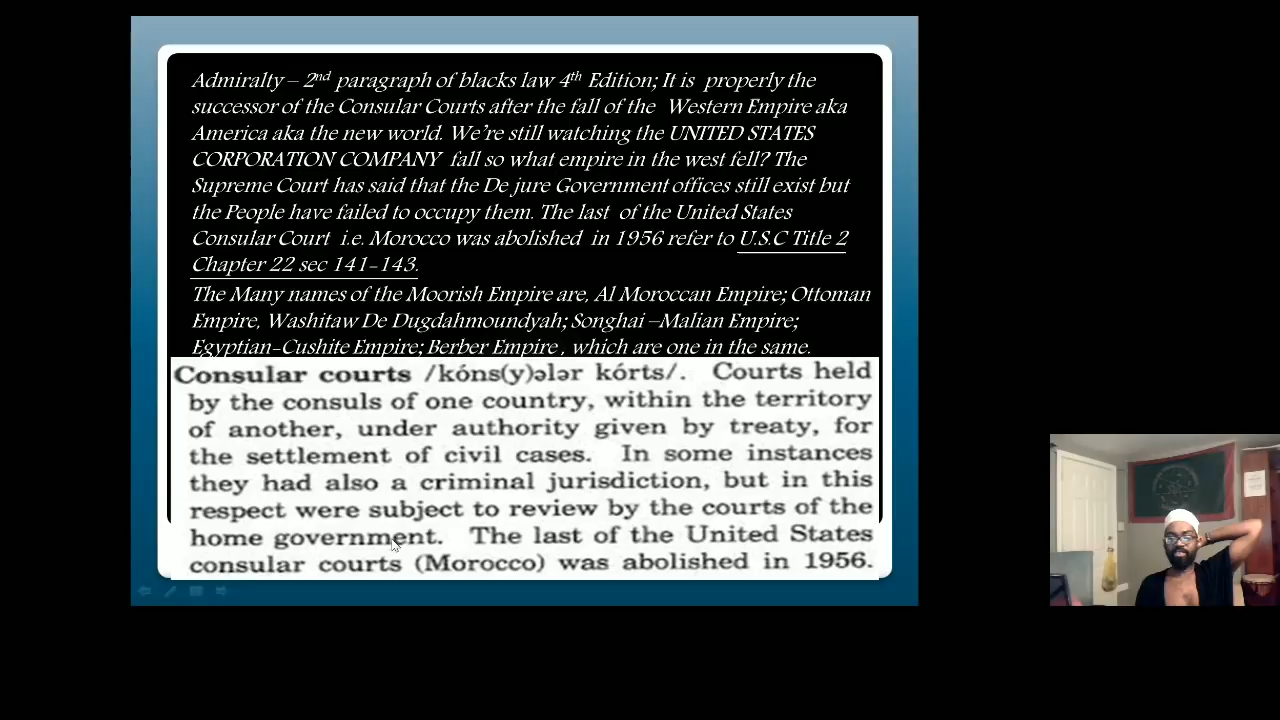 Admiralty – 2nd paragraph of blacks law 4th Edition; It is properly the
successor of the Consular Courts after the fall of the Western Empire aka
America aka the new world. We're still watching the UNITED STATES
CORPORATION COMPANY fall so what empire in the west fell? The
Supreme Court has said that the De jure Government offices still exist but
the People have failed to occupy them. The last of the United States
Consular Court i.e. Morocco was abolished in 1956 refer to U.S.C Title 2
Chapter 22 sec 141-143.
The Many names of the Moorish Empire are, Al Moroccan Empire; Ottoman
Empire, Washitaw De Dugdahmoundyah; Songhai –Malian Empire;
Egyptian-Cushite Empire; Berber Empire , which are one in the same.
Consular courts /kóns(y)ələr kórts/. Courts held
by the consuls of one country, within the territory
of another, under authority given by treaty, for
the settlement of civil cases. In some instances
they had also a criminal jurisdiction, but in this
respect were subject to review by the courts of the
home government. The last of the United States
consular courts (Morocco) was abolished in 1956.